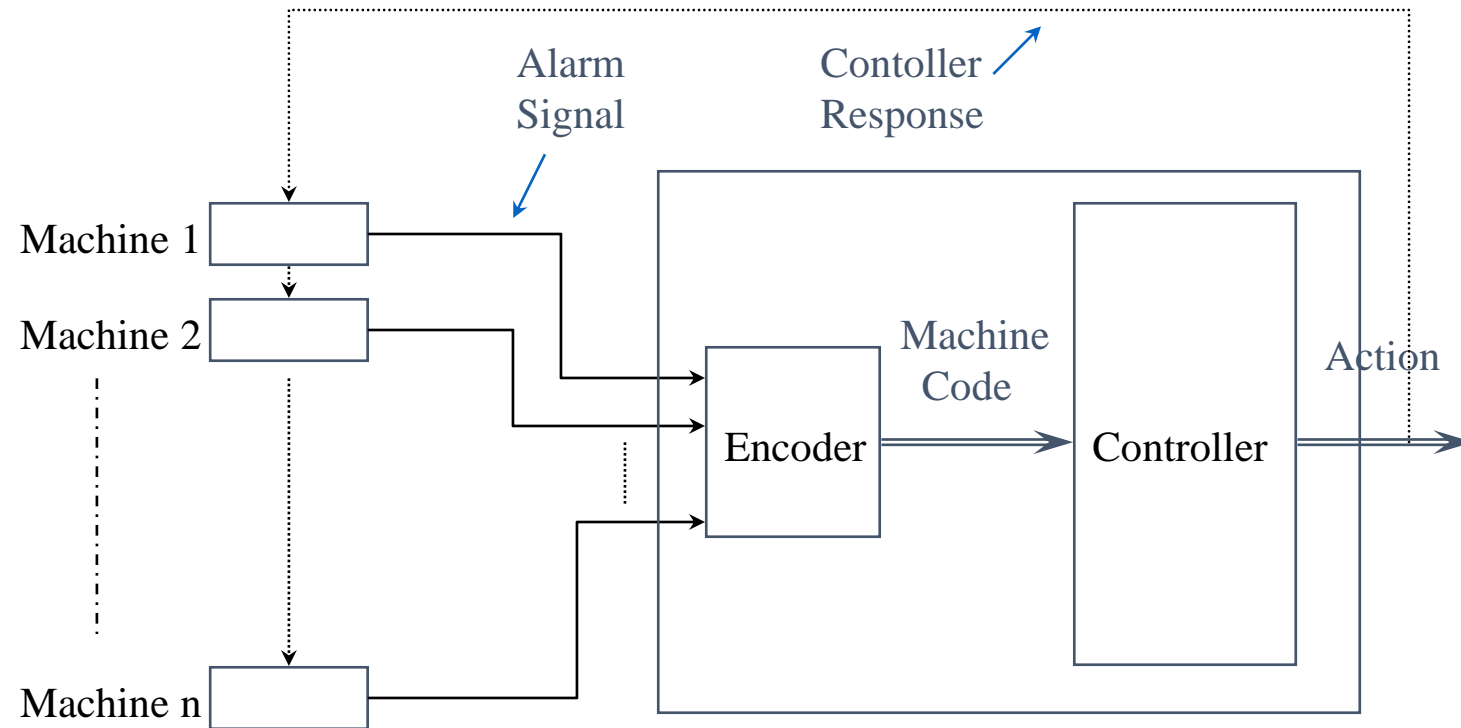 Alarm
Signal
Contoller
Response
Machine 1
Machine 2
Machine
Code
Action
Encoder
Controller
Machine n